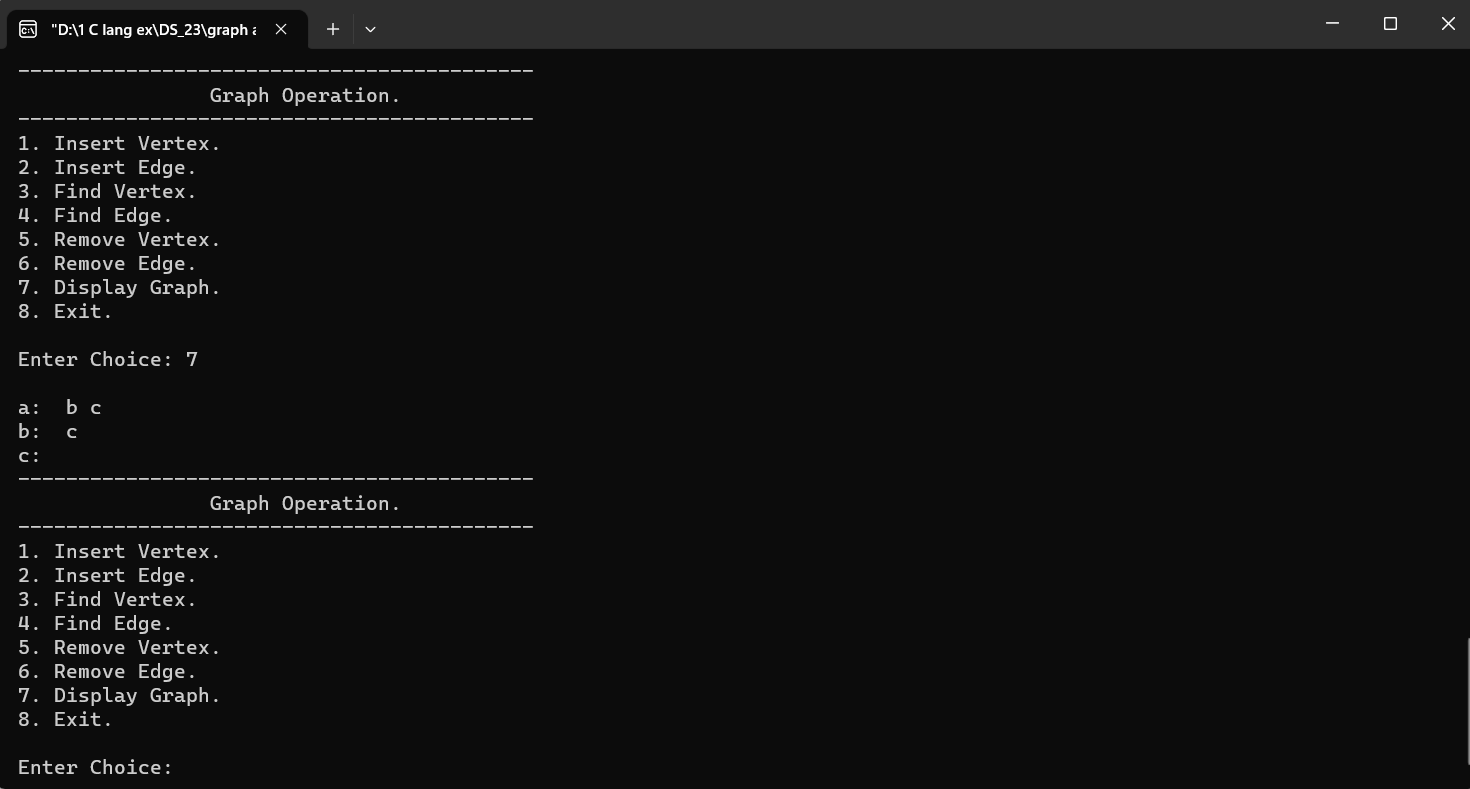 "D:\1 C lang ex\DS_23\graph a
-------------------------------------------
                Graph Operation.
-------------------------------------------
1. Insert Vertex.
2. Insert Edge.
3. Find Vertex.
4. Find Edge.
5. Remove Vertex.
6. Remove Edge.
7. Display Graph.
8. Exit.

Enter Choice: 7

a:  b c
b:  c
c:
-------------------------------------------
                Graph Operation.
-------------------------------------------
1. Insert Vertex.
2. Insert Edge.
3. Find Vertex.
4. Find Edge.
5. Remove Vertex.
6. Remove Edge.
7. Display Graph.
8. Exit.

Enter Choice: